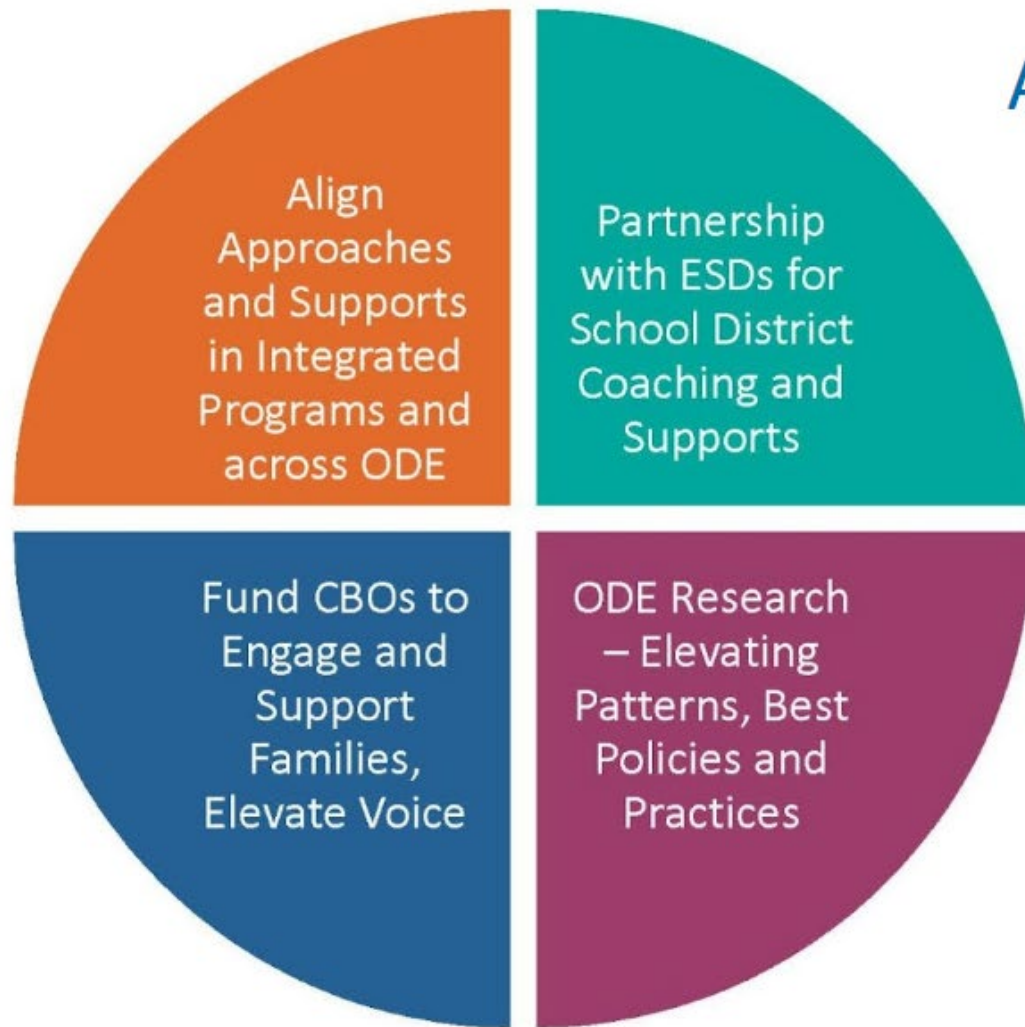 Align
Approaches
and Supports
in Integrated
Programs and
across ODE
Partnership
with ESDs for
School District
Coaching and
Supports
Fund CBOs to
Engage and
Support
Families,
Elevate Voice
ODE Research
– Elevating
Patterns, Best
Policies and
Practices